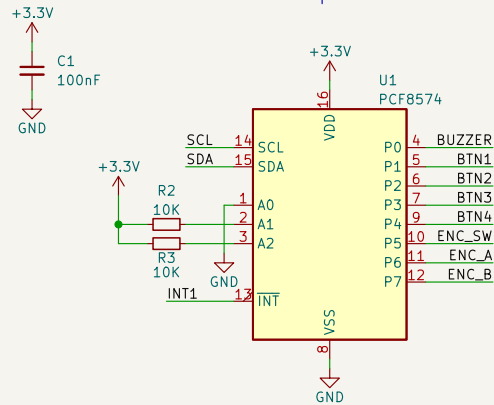 +3.3V
C1
100nF
GND
+3.3V
16
VDD
U1
PCF8574
SCL 14 SCL
SDA 15 SDA
P0 4 BUZZER
P1 5 BTN1
P2 6 BTN2
P3 7 BTN3
P4 9 BTN4
P5 10 ENC_SW
P6 11 ENC_A
P7 12 ENC_B
+3.3V
R2
10K
R3
10K
1 A0
2 A1
3 A2
GND
INT1 13 INT
VSS
8
GND